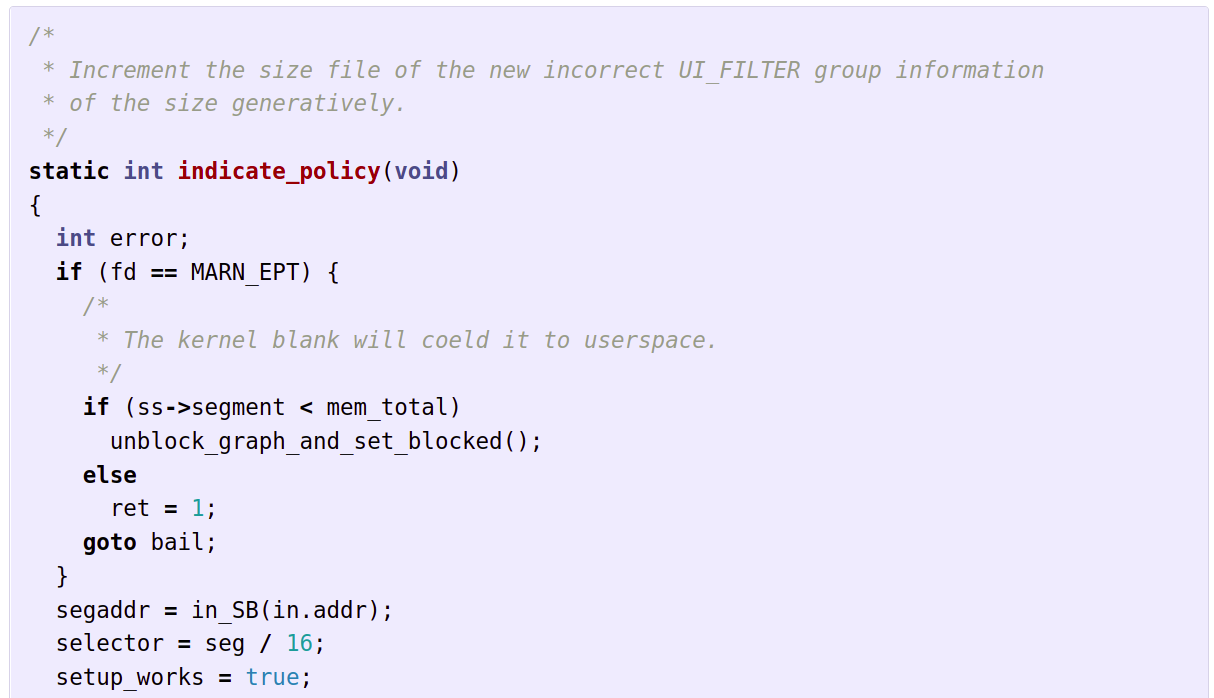 /*
 * Increment the size file of the new incorrect UI_FILTER group information
 * of the size generatively.
 */
static int indicate_policy(void)
{
  int error;
  if (fd == MARN_EPT) {
    /*
     * The kernel blank will coeld it to userspace.
     */
    if (ss->segment < mem_total)
      unblock_graph_and_set_blocked();
    else
      ret = 1;
    goto bail;
  }
  segaddr = in_SB(in.addr);
  selector = seg / 16;
  setup_works = true;